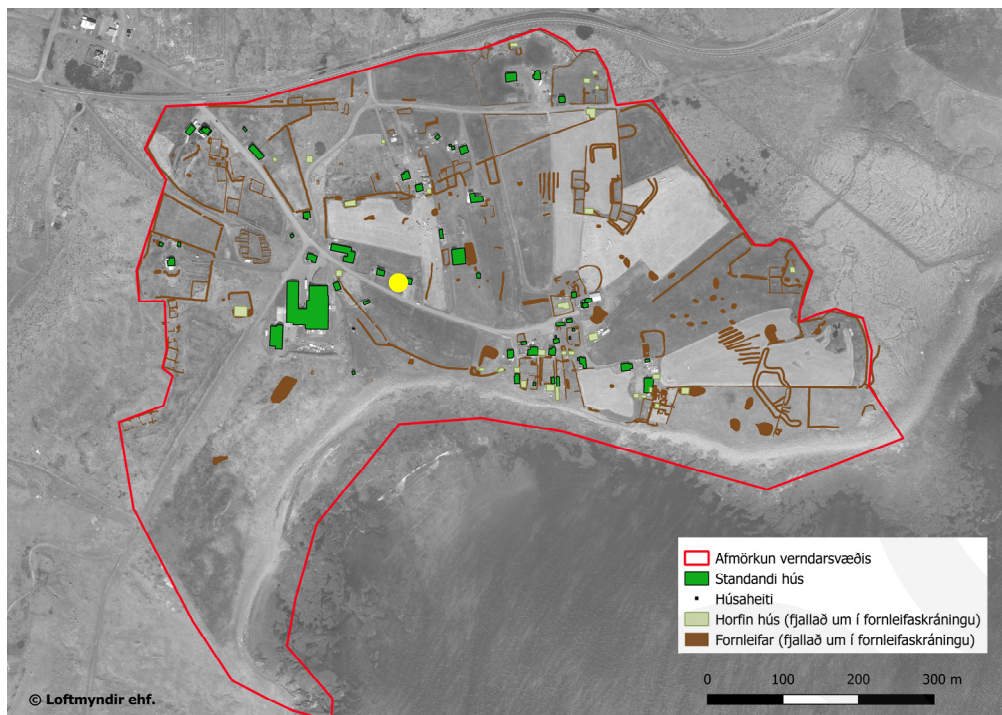 Afmörkun verndarsvæðis
Standandi hús
Húsaheiti
Horfin hús (fjallað um í fornleifaskráningu)
Fornleifar (fjallað um í fornleifaskráningu)
0 100 200 300 m
© Loftmyndir ehf.